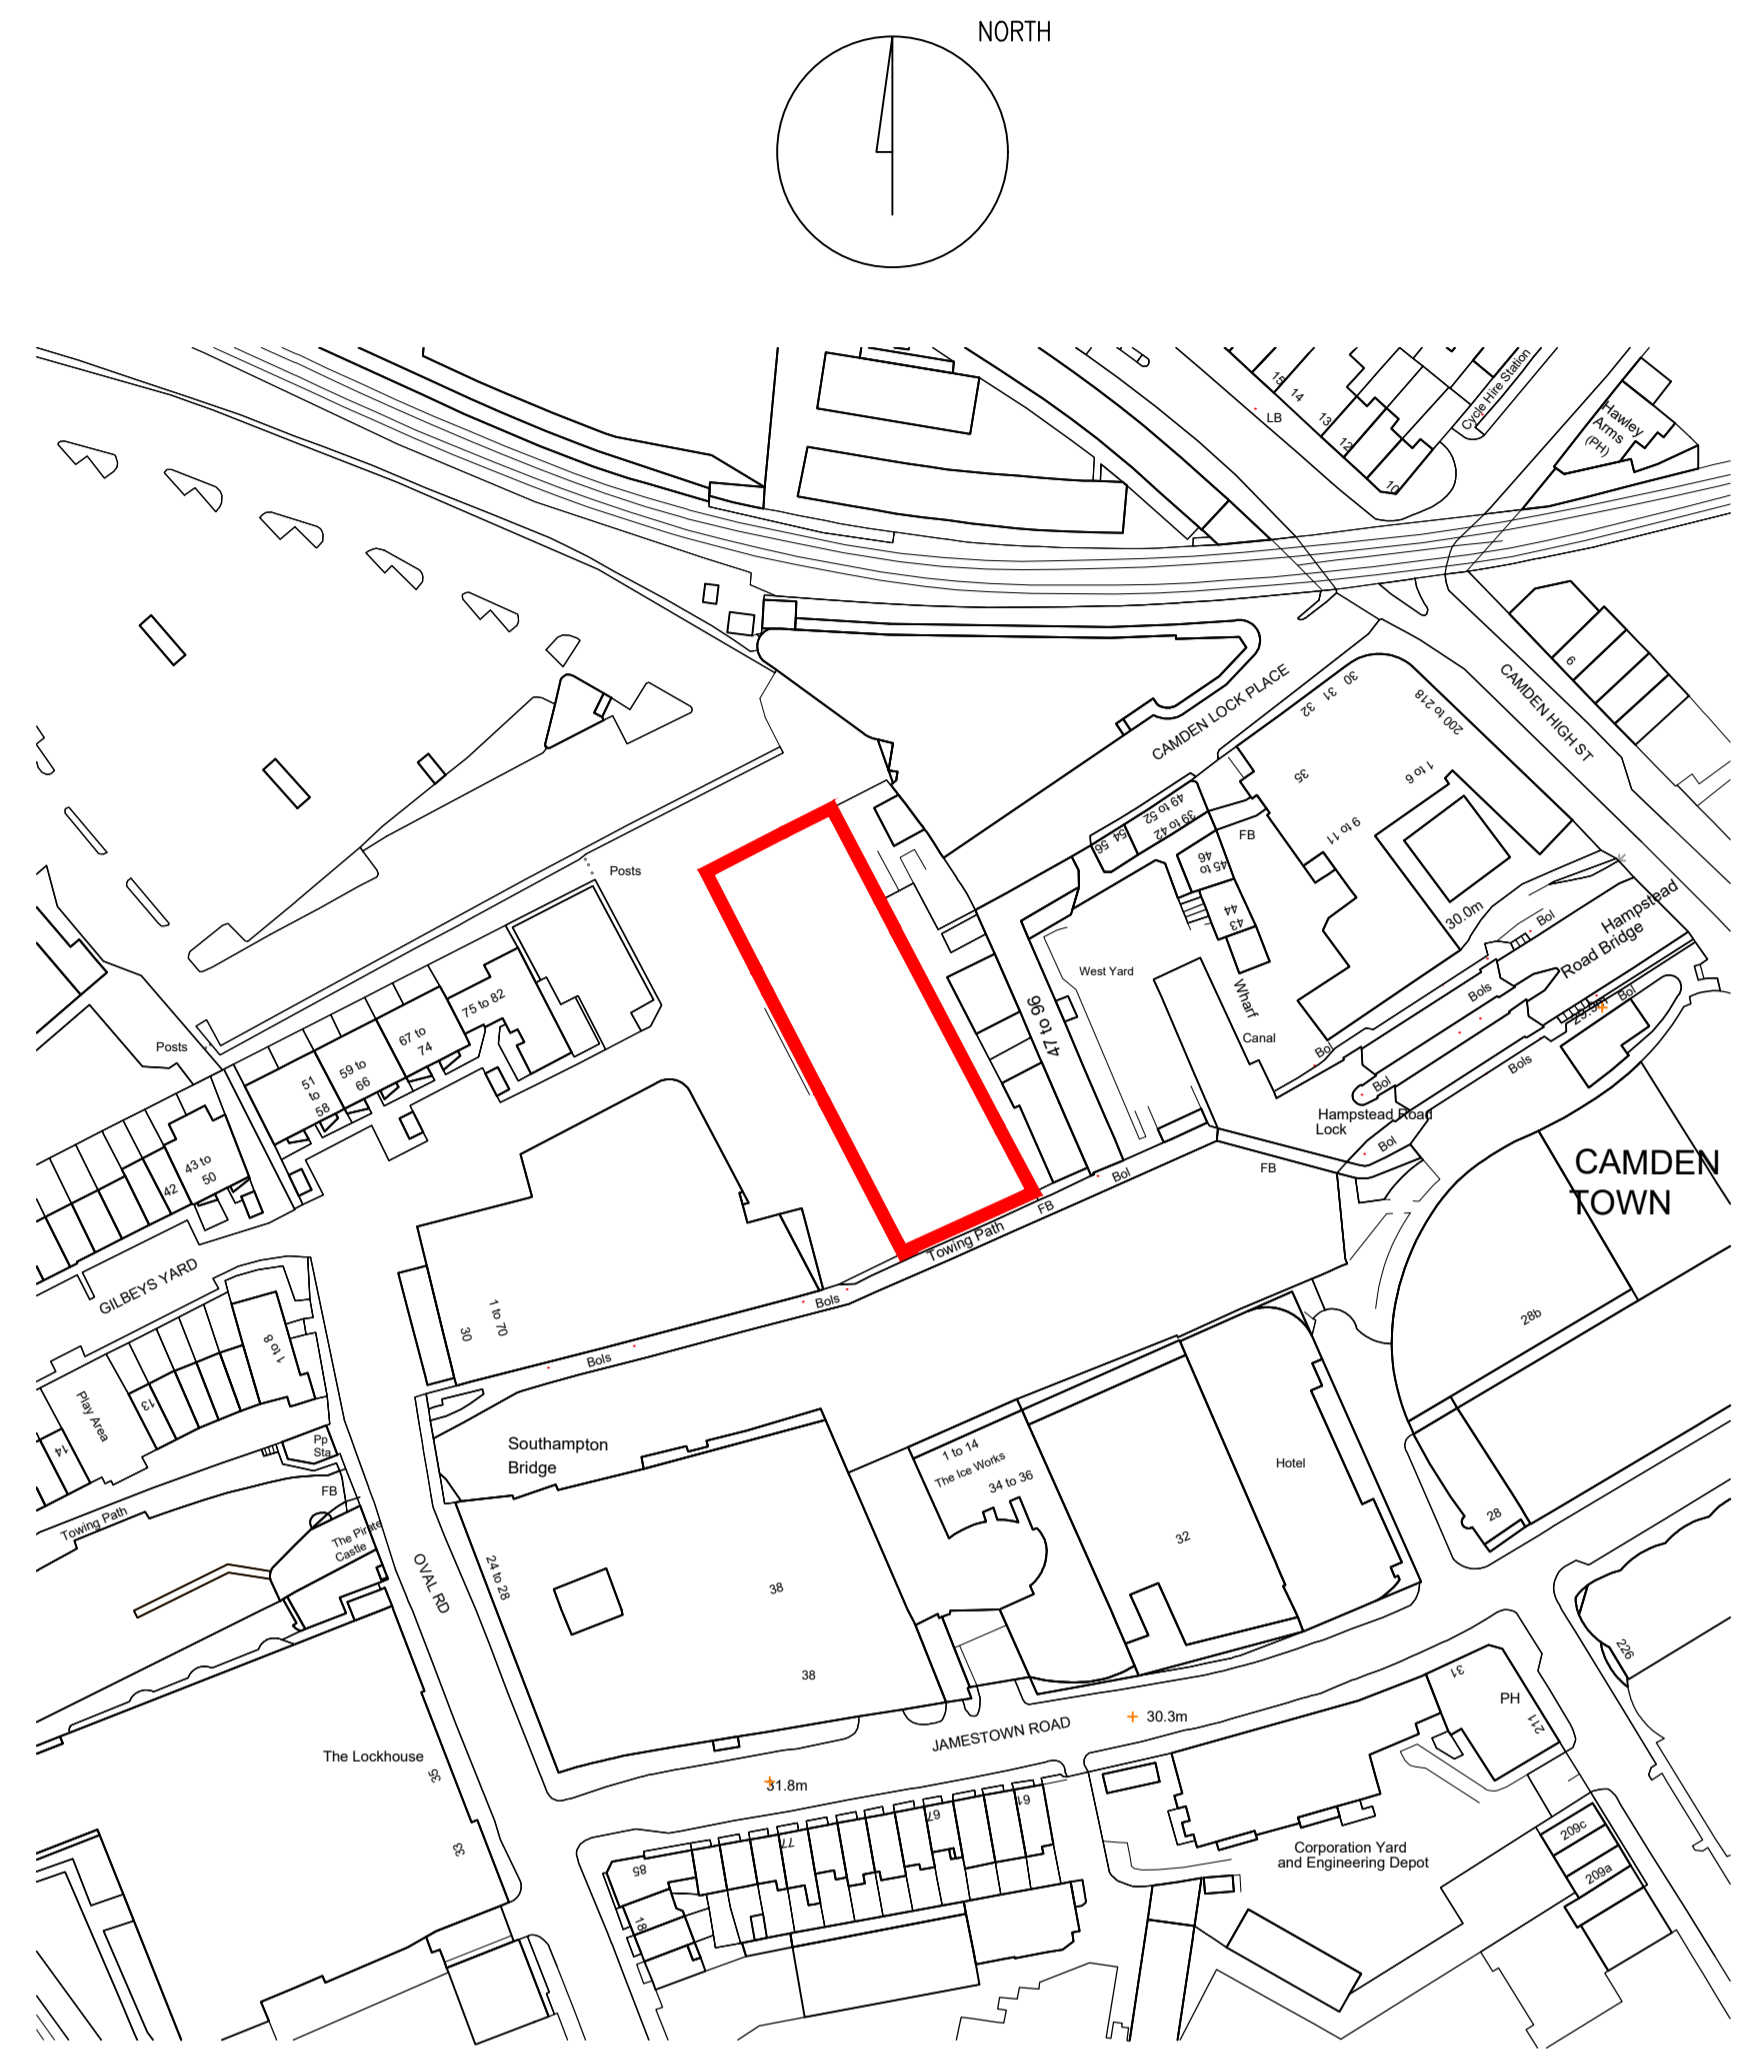 NORTH
15
14
13
12
10
LB
Cycle Hire Station
Hawley
Arms
(PH)
6
CAMDEN HIGH ST
CAMDEN LOCK PLACE
30
31
32
200 to 218
35
1 to 6
9 to 11
49 to 52
39 to 42
54
56
FB
45 to
46
44
43
Posts
30.0m
Bol
Hampstead
Road Bridge
Bols
Bol
29.9m
West Yard
Wharf
Canal
47 to 96
Bol
Bol
Bols
Hampstead Road
Lock
Bol
FB
CAMDEN
TOWN
75 to 82
67 to
74
59 to
66
51
to
58
Posts
43 to
50
42
GILBEYS YARD
Bol
FB
Towing Path
Bols
1 to 70
30
Bols
1 to 8
13
Play Area
14
Pp
Sta
FB
Towing Path
The Pirate
Castle
Southampton
Bridge
1 to 14
The Ice Works
34 to 36
Hotel
28b
28
32
OVAL RD
24 to 28
38
38
226
31
PH
211
JAMESTOWN ROAD
30.3m
31.8m
The Lockhouse
35
33
85
77
67
61
81
Corporation Yard
and Engineering Depot
209c
209a